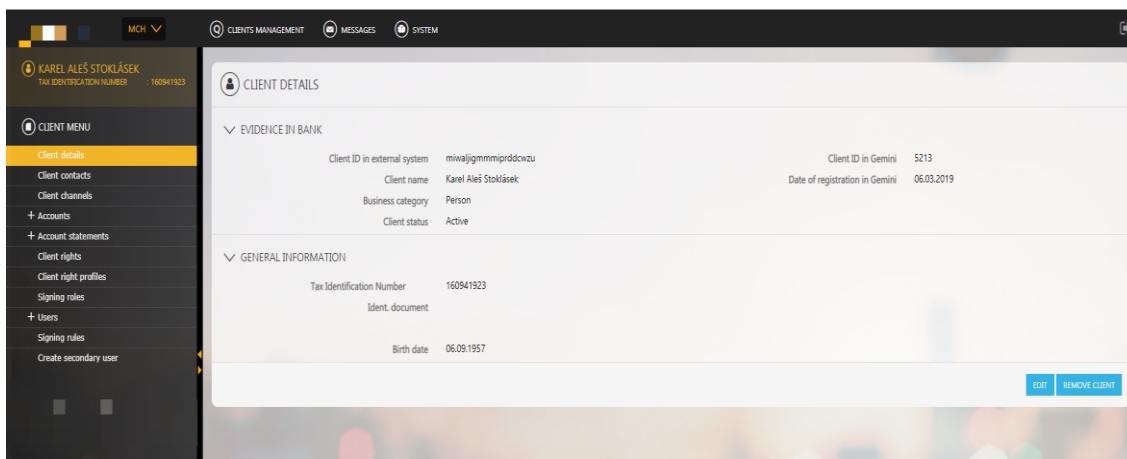 MCH
CLIENTS MANAGEMENT
MESSAGES
SYSTEM
KAREL ALEŠ STOKLÁSEK
TAX IDENTIFICATION NUMBER : 160941923
CLIENT MENU
Client details
Client contacts
Client channels
+ Accounts
+ Account statements
Client rights
Client right profiles
Signing roles
+ Users
Signing rules
Create secondary user
CLIENT DETAILS
EVIDENCE IN BANK
Client ID in external system miwaljigmmmiprddcwzu
Client ID in Gemini 5213
Client name Karel Aleš Stoklásek
Date of registration in Gemini 06.03.2019
Business category Person
Client status Active
GENERAL INFORMATION
Tax Identification Number 160941923
Ident. document
Birth date 06.09.1957
EDIT
REMOVE CLIENT